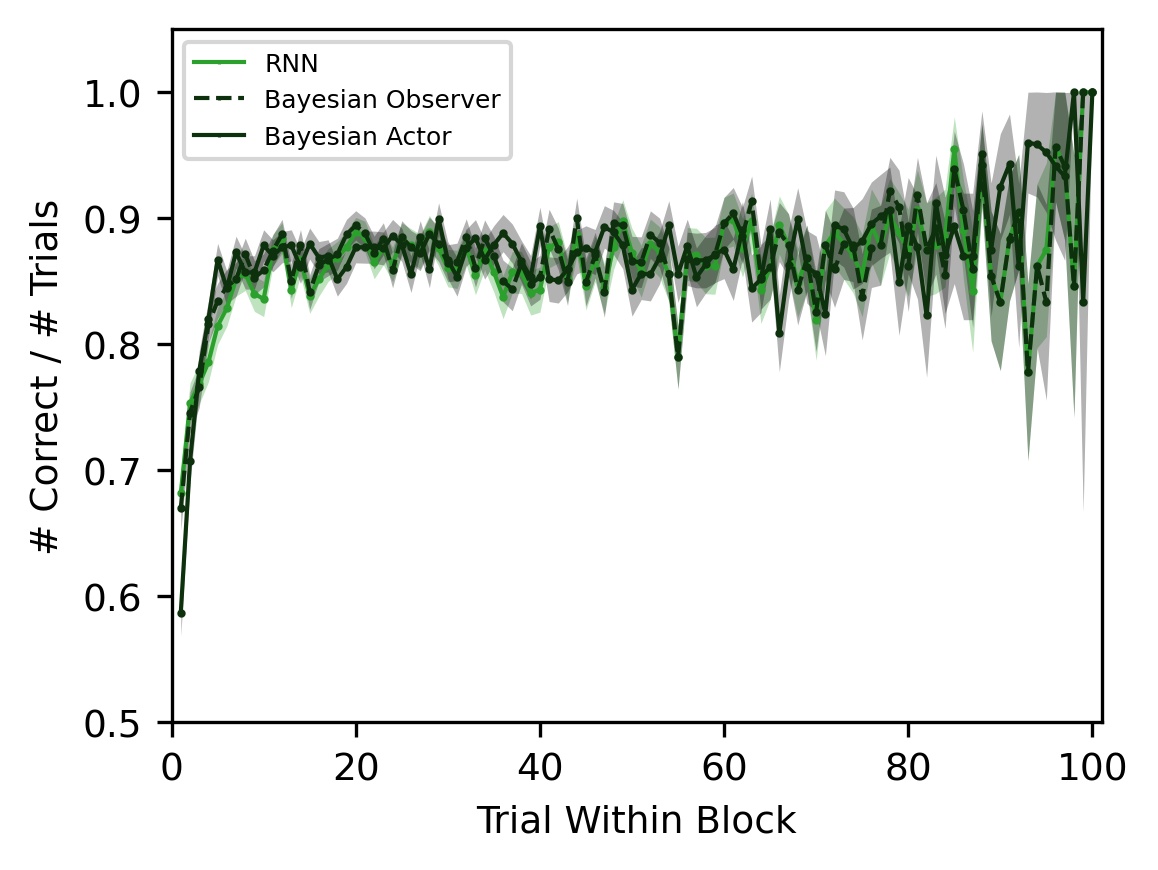 RNN
Bayesian Observer
Bayesian Actor
1.0
0.9
0.8
0.7
0.6
0.5
# Correct / # Trials
0 20 40 60 80 100
Trial Within Block